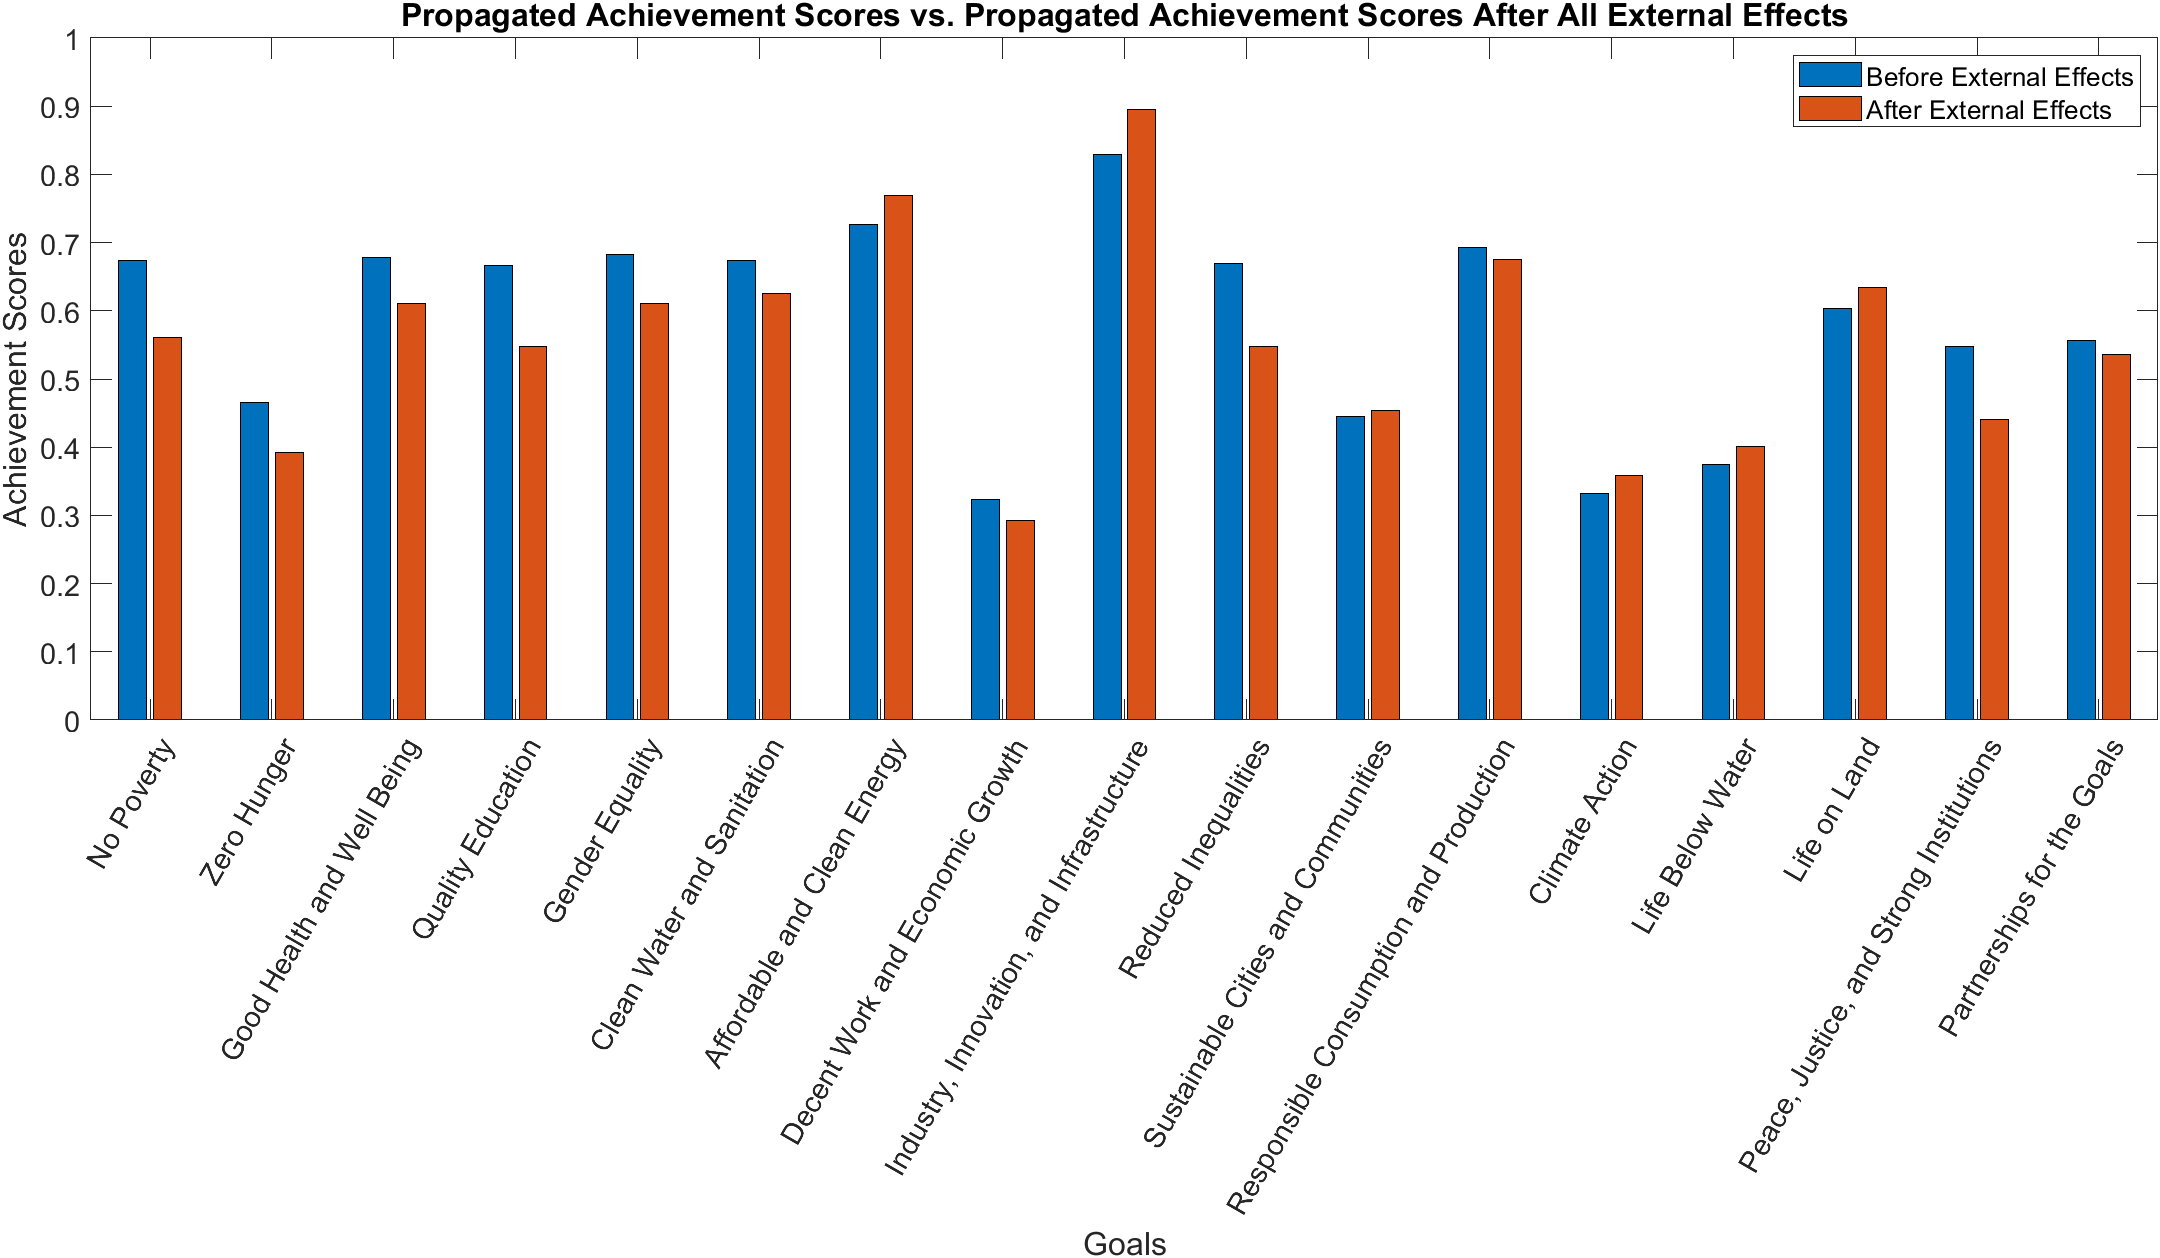 Propagated Achievement Scores vs. Propagated Achievement Scores After All External Effects
Before External Effects
After External Effects
Achievement Scores
1
0.9
0.8
0.7
0.6
0.5
0.4
0.3
0.2
0.1
0
No Poverty
Zero Hunger
Good Health and Well Being
Quality Education
Gender Equality
Clean Water and Sanitation
Affordable and Clean Energy
Decent Work and Economic Growth
Industry, Innovation, and Infrastructure
Reduced Inequalities
Sustainable Cities and Communities
Responsible Consumption and Production
Climate Action
Life Below Water
Life on Land
Peace, Justice, and Strong Institutions
Partnerships for the Goals
Goals